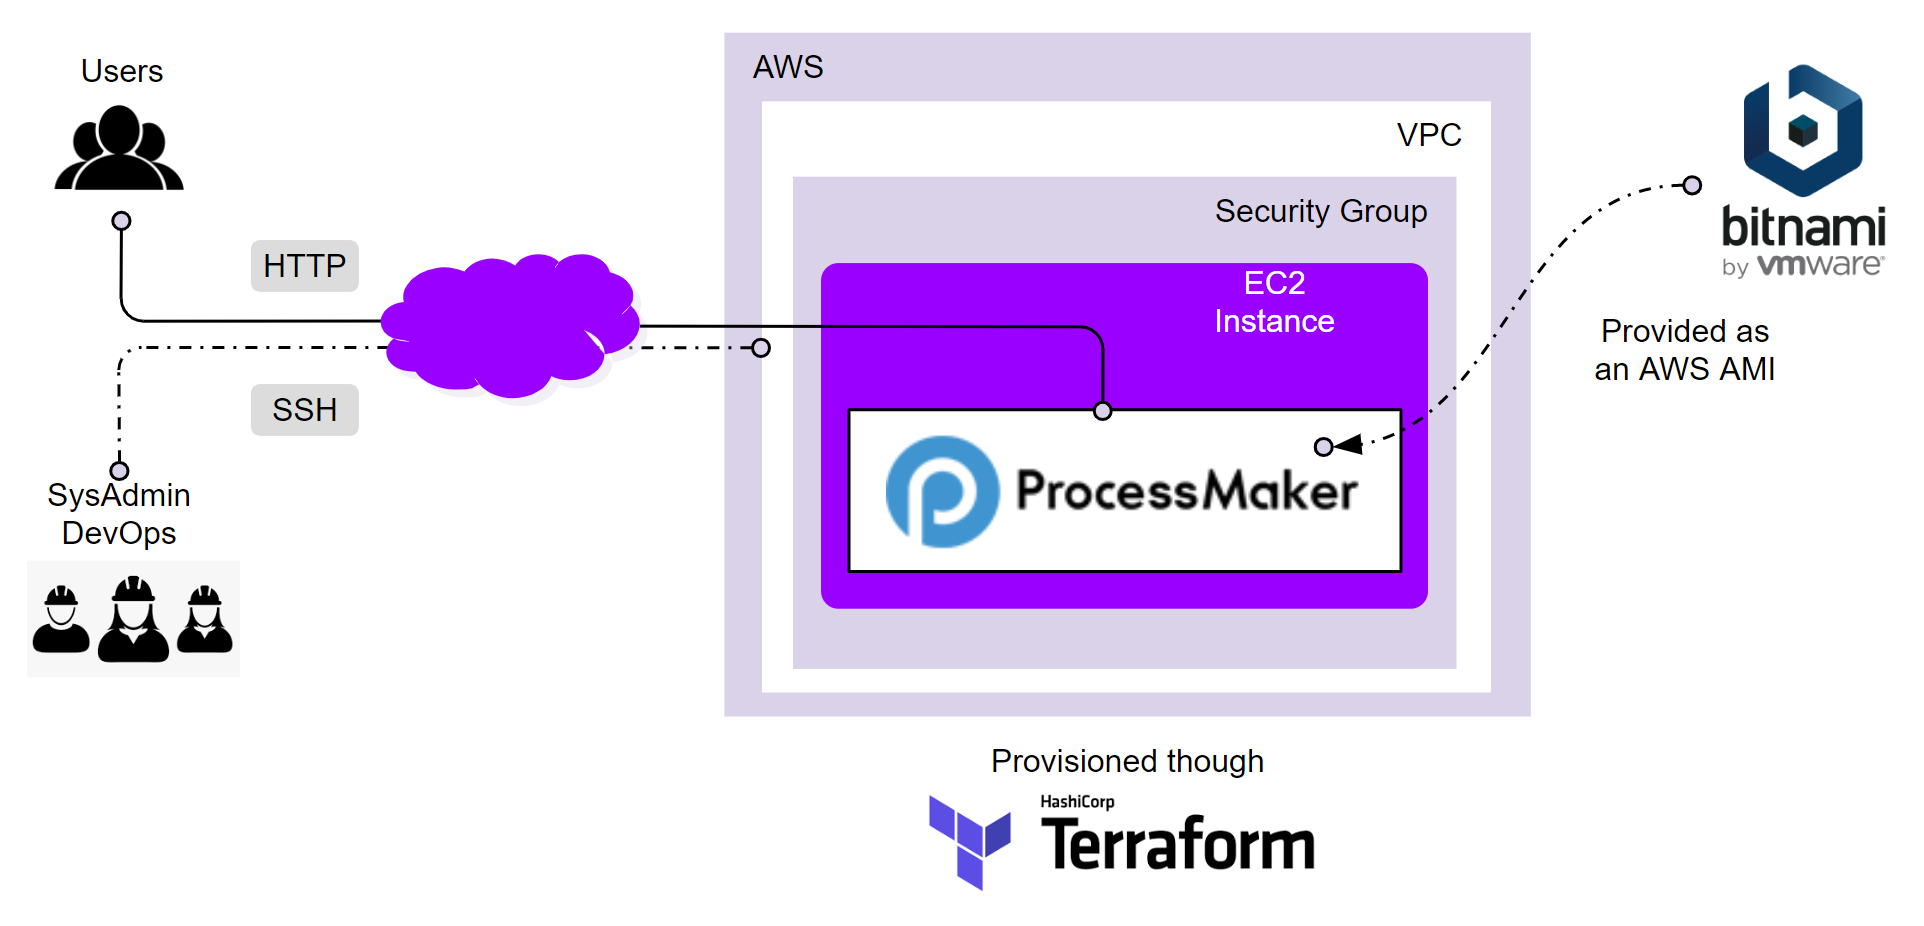 Users
HTTP
SSH
SysAdmin
DevOps
AWS
VPC
Security Group
EC2
Instance
ProcessMaker
bitnami
by vmware®
Provided as
an AWS AMI
Provisioned though
HashiCorp
Terraform